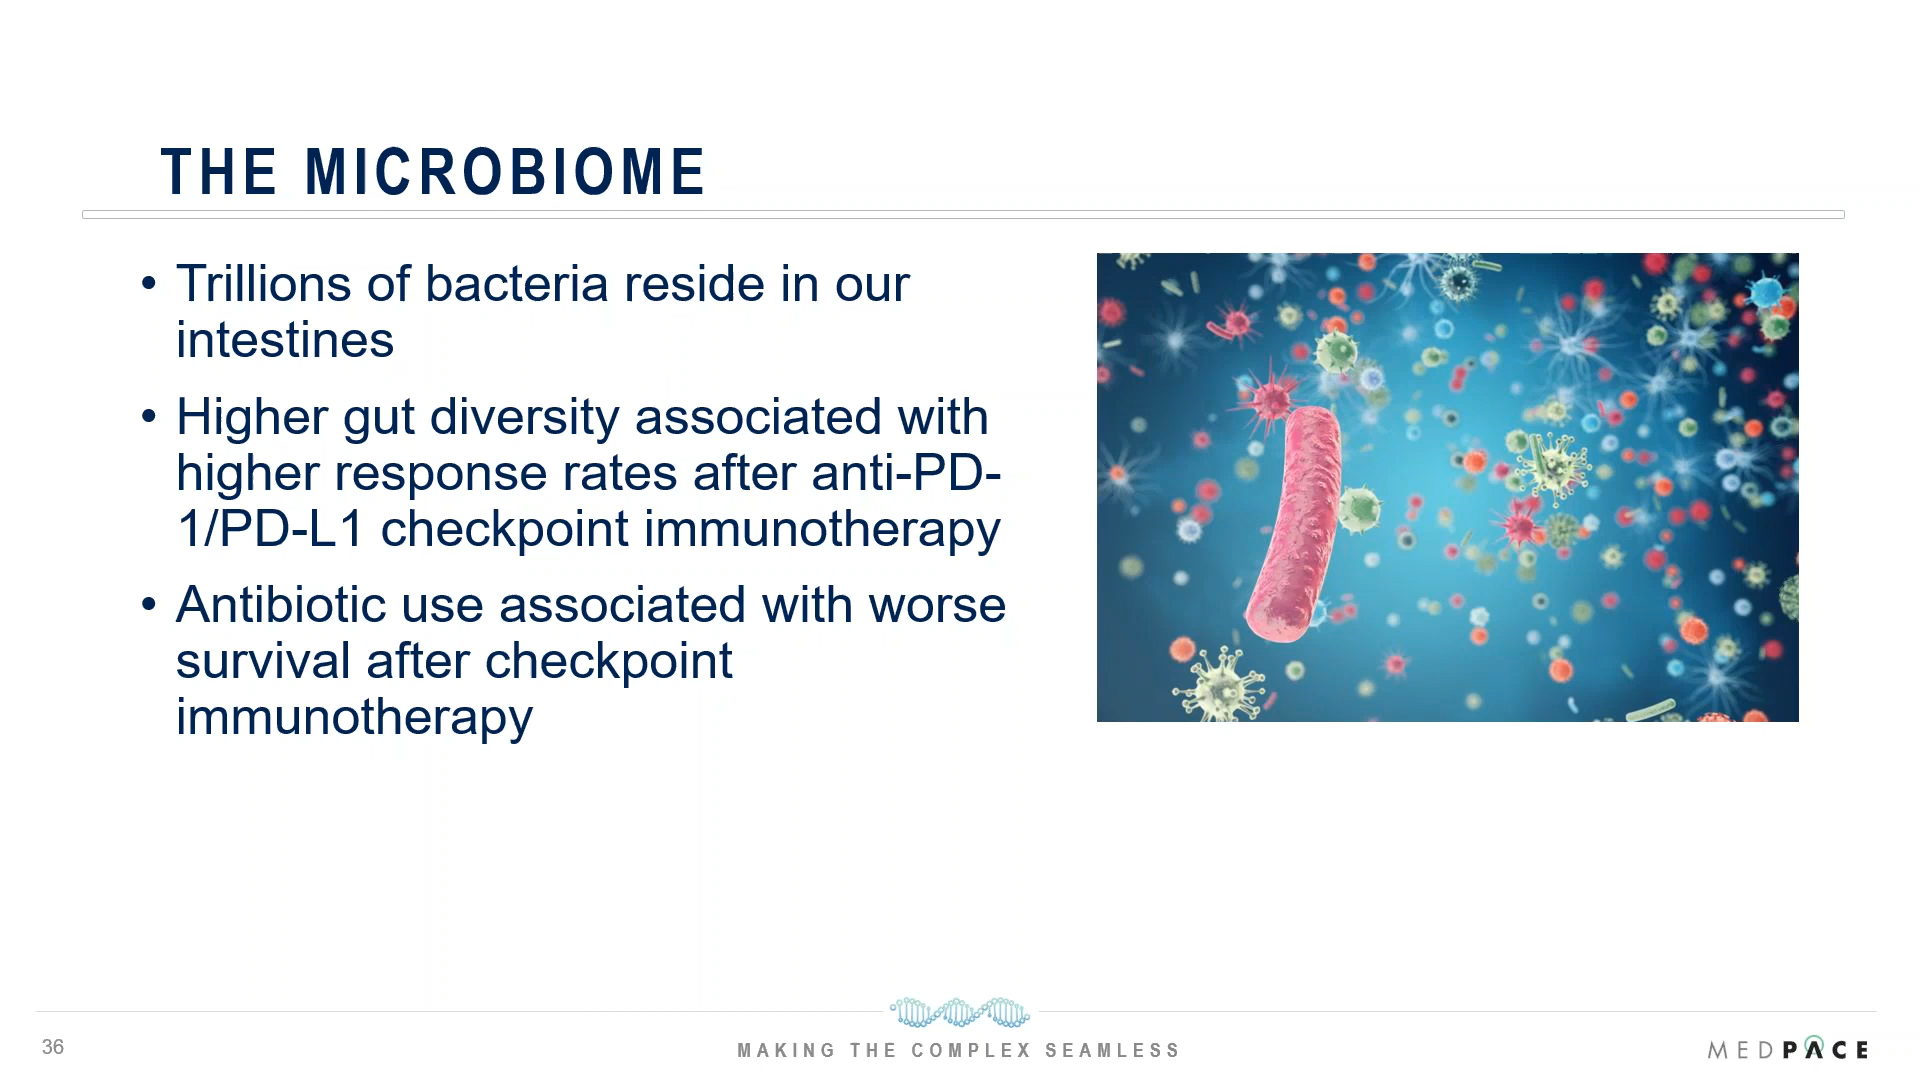 THE MICROBIOME
• Trillions of bacteria reside in our
intestines
• Higher gut diversity associated with
higher response rates after anti-PD-
1/PD-L1 checkpoint immunotherapy
• Antibiotic use associated with worse
survival after checkpoint
immunotherapy
36
MAKING THE COMPLEX SEAMLESS
MEDPACE